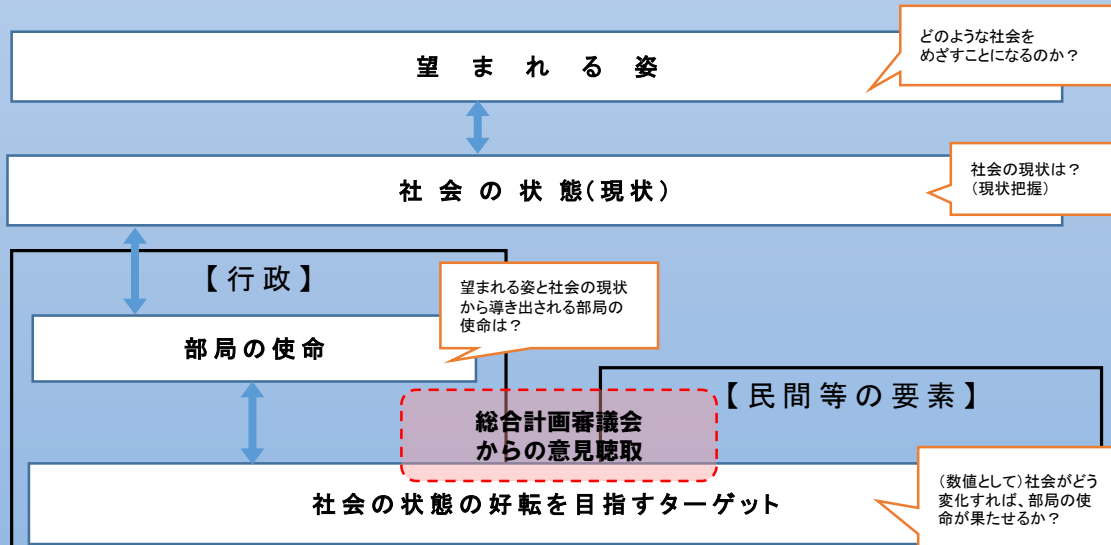 どのような社会を
めざすことになるのか？
望まれる姿
社会の現状は？
（現状把握）
社会の状態（現状）
【行政】
望まれる姿と社会の現状
から導き出される部局の
使命は？
部局の使命
【民間等の要素】
総合計画審議会
からの意見聴取
（数値として）社会がどう
変化すれば、部局の使
命が果たせるか？
社会の状態の好転を目指すターゲット